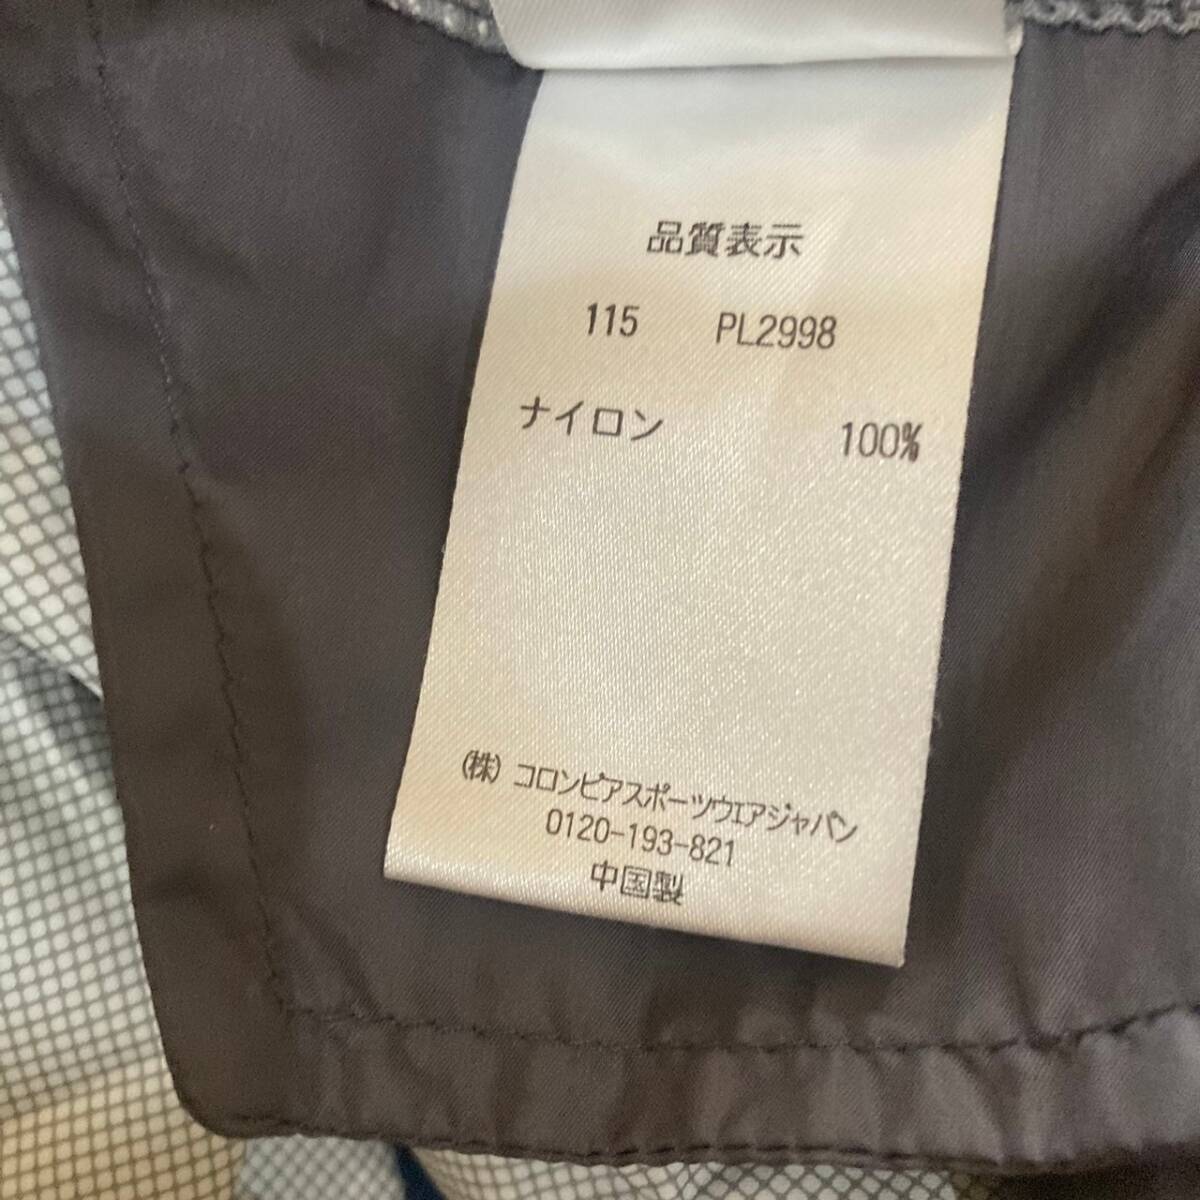 品質表示
115 PL2998
ナイロン 100%
(株) コロンビアスポーツウェアジャパン
0120-193-821
中国製